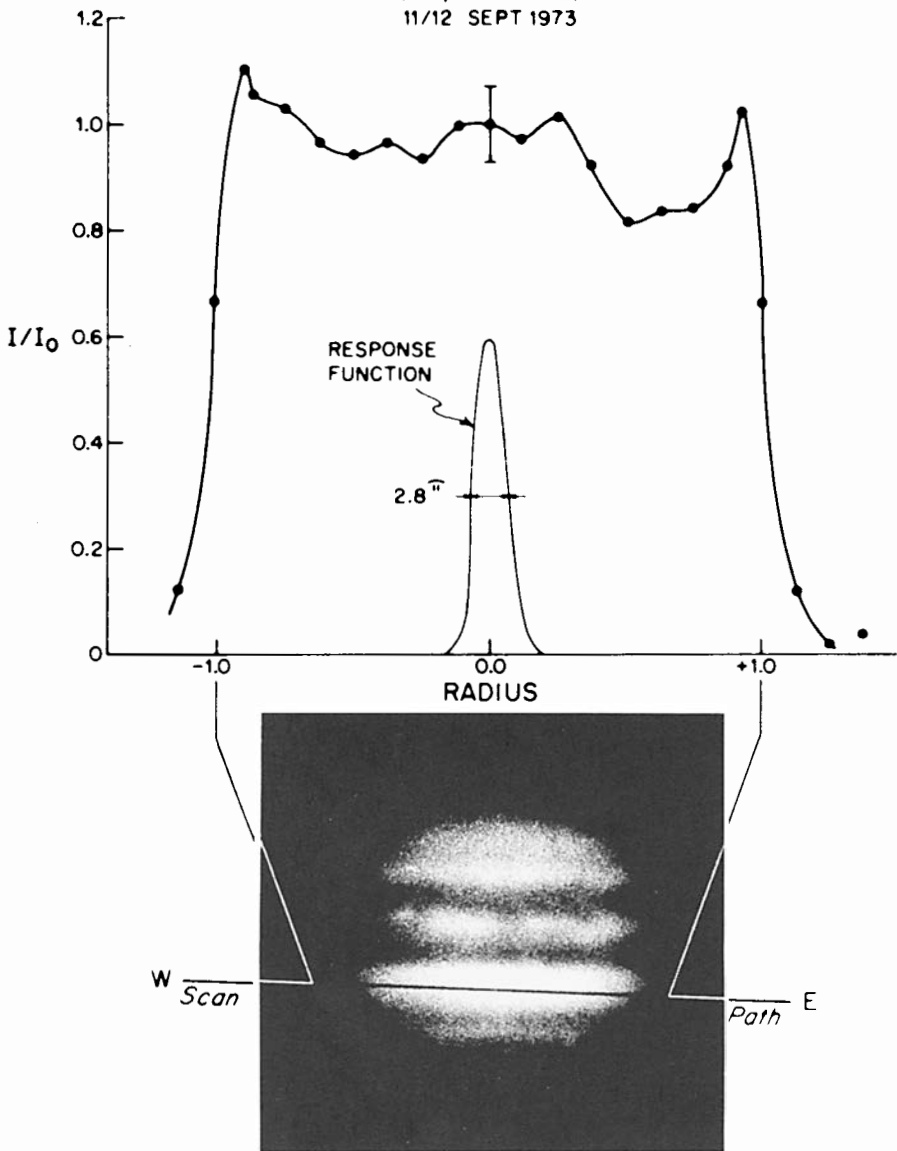 11/12 SEPT 1973
1.2
1.0
0.8
I/I₀ 0.6
0.4
0.2
0
RESPONSE
FUNCTION
2.8"
-1.0 0.0 +1.0
RADIUS
W Scan
Path E